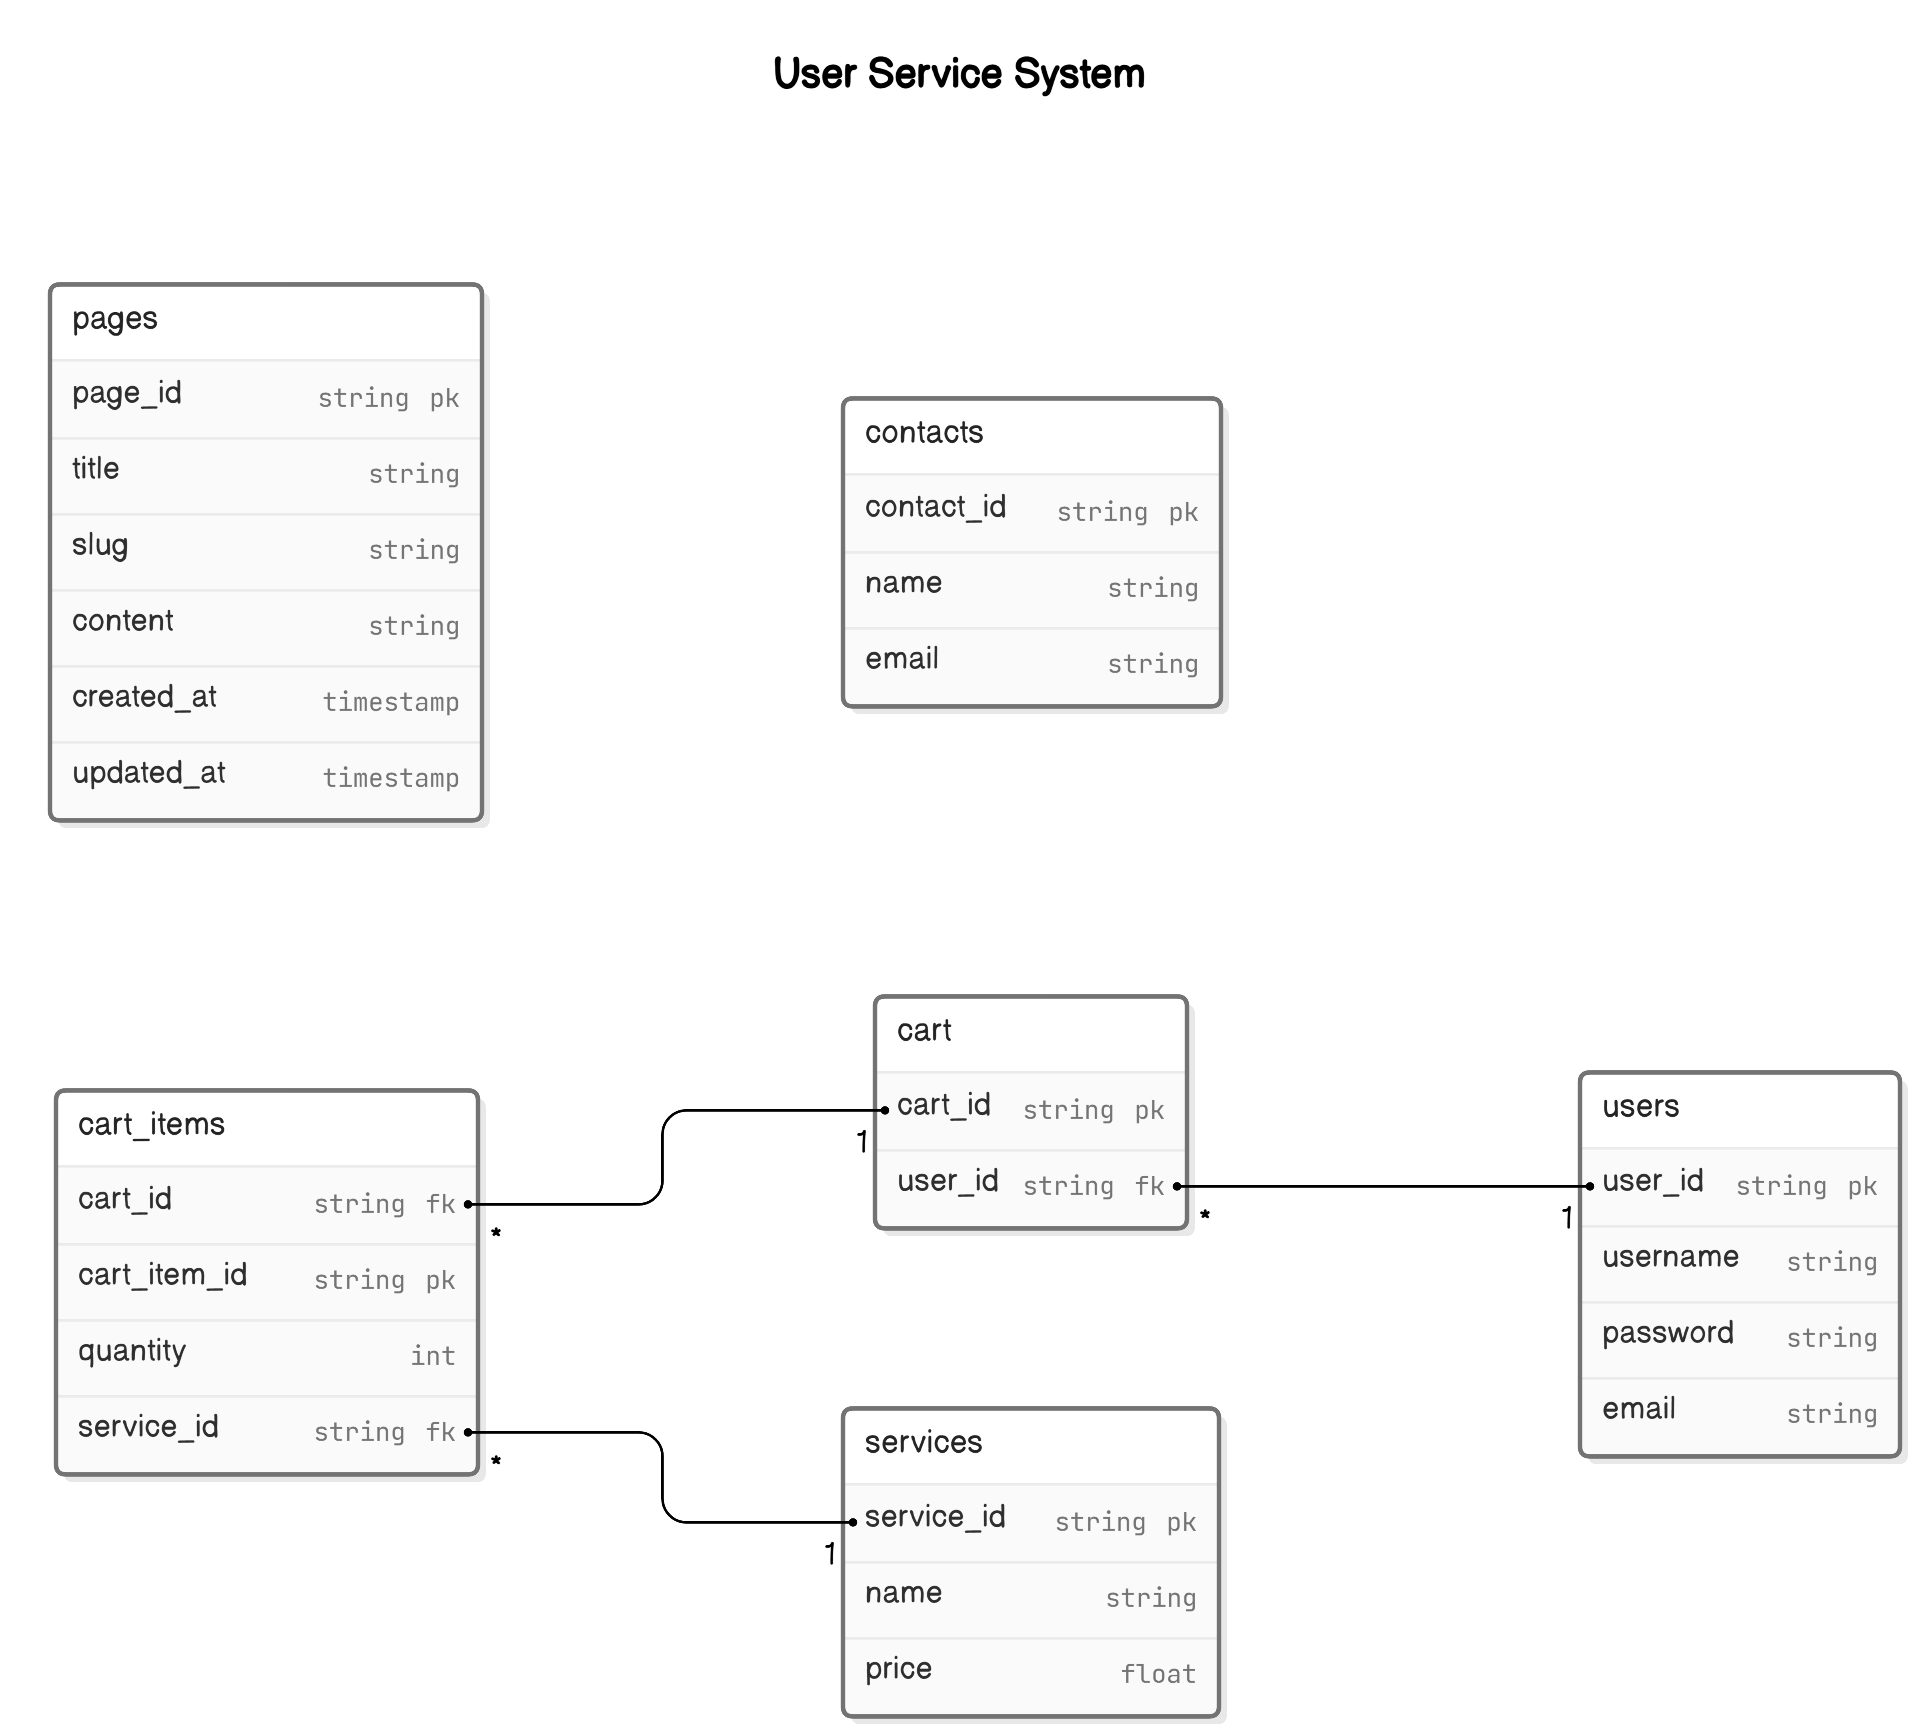 User Service System
pages
page_id string pk
title string
slug string
content string
created_at timestamp
updated_at timestamp
contacts
contact_id string pk
name string
email string
cart_items
cart_id string fk
*
cart_item_id string pk
quantity int
service_id string fk
*
cart
cart_id string pk
1
user_id string fk
*
services
service_id string pk
1
name string
price float
users
user_id string pk
1
username string
password string
email string